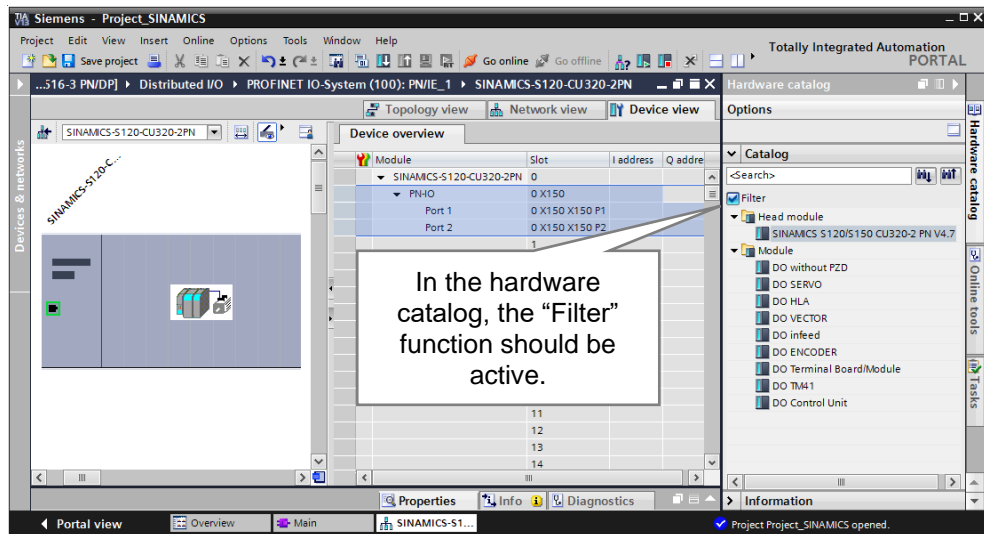 Siemens - Project_SINAMICS
Project Edit View Insert Online Options Tools Window Help
Save project Go online Go offline
Totally Integrated Automation
PORTAL
...516-3 PN/DP] Distributed I/O PROFINET IO-System (100): PN/IE_1 SINAMICS-S120-CU320-2PN
Topology view Network view Device view
SINAMICS-S120-CU320-2PN
SINAMICS-S120-C...
Device overview
Module Slot I address Q addre
SINAMICS-S120-CU320-2PN 0
PN-IO 0 X150
Port 1 0 X150 X150 P1
Port 2 0 X150 X150 P2
1
11
12
13
14
In the hardware
catalog, the “Filter”
function should be
active.
Hardware catalog
Options
Catalog
<Search>
Filter
Head module
SINAMICS S120/S150 CU320-2 PN V4.7
Module
DO without PZD
DO SERVO
DO HLA
DO VECTOR
DO infeed
DO ENCODER
DO Terminal Board/Module
DO TM41
DO Control Unit
Information
Hardware catalog
Online tools
Tasks
Devices & networks
Properties Info Diagnostics
Portal view Overview Main SINAMICS-S1...
Project Project_SINAMICS opened.